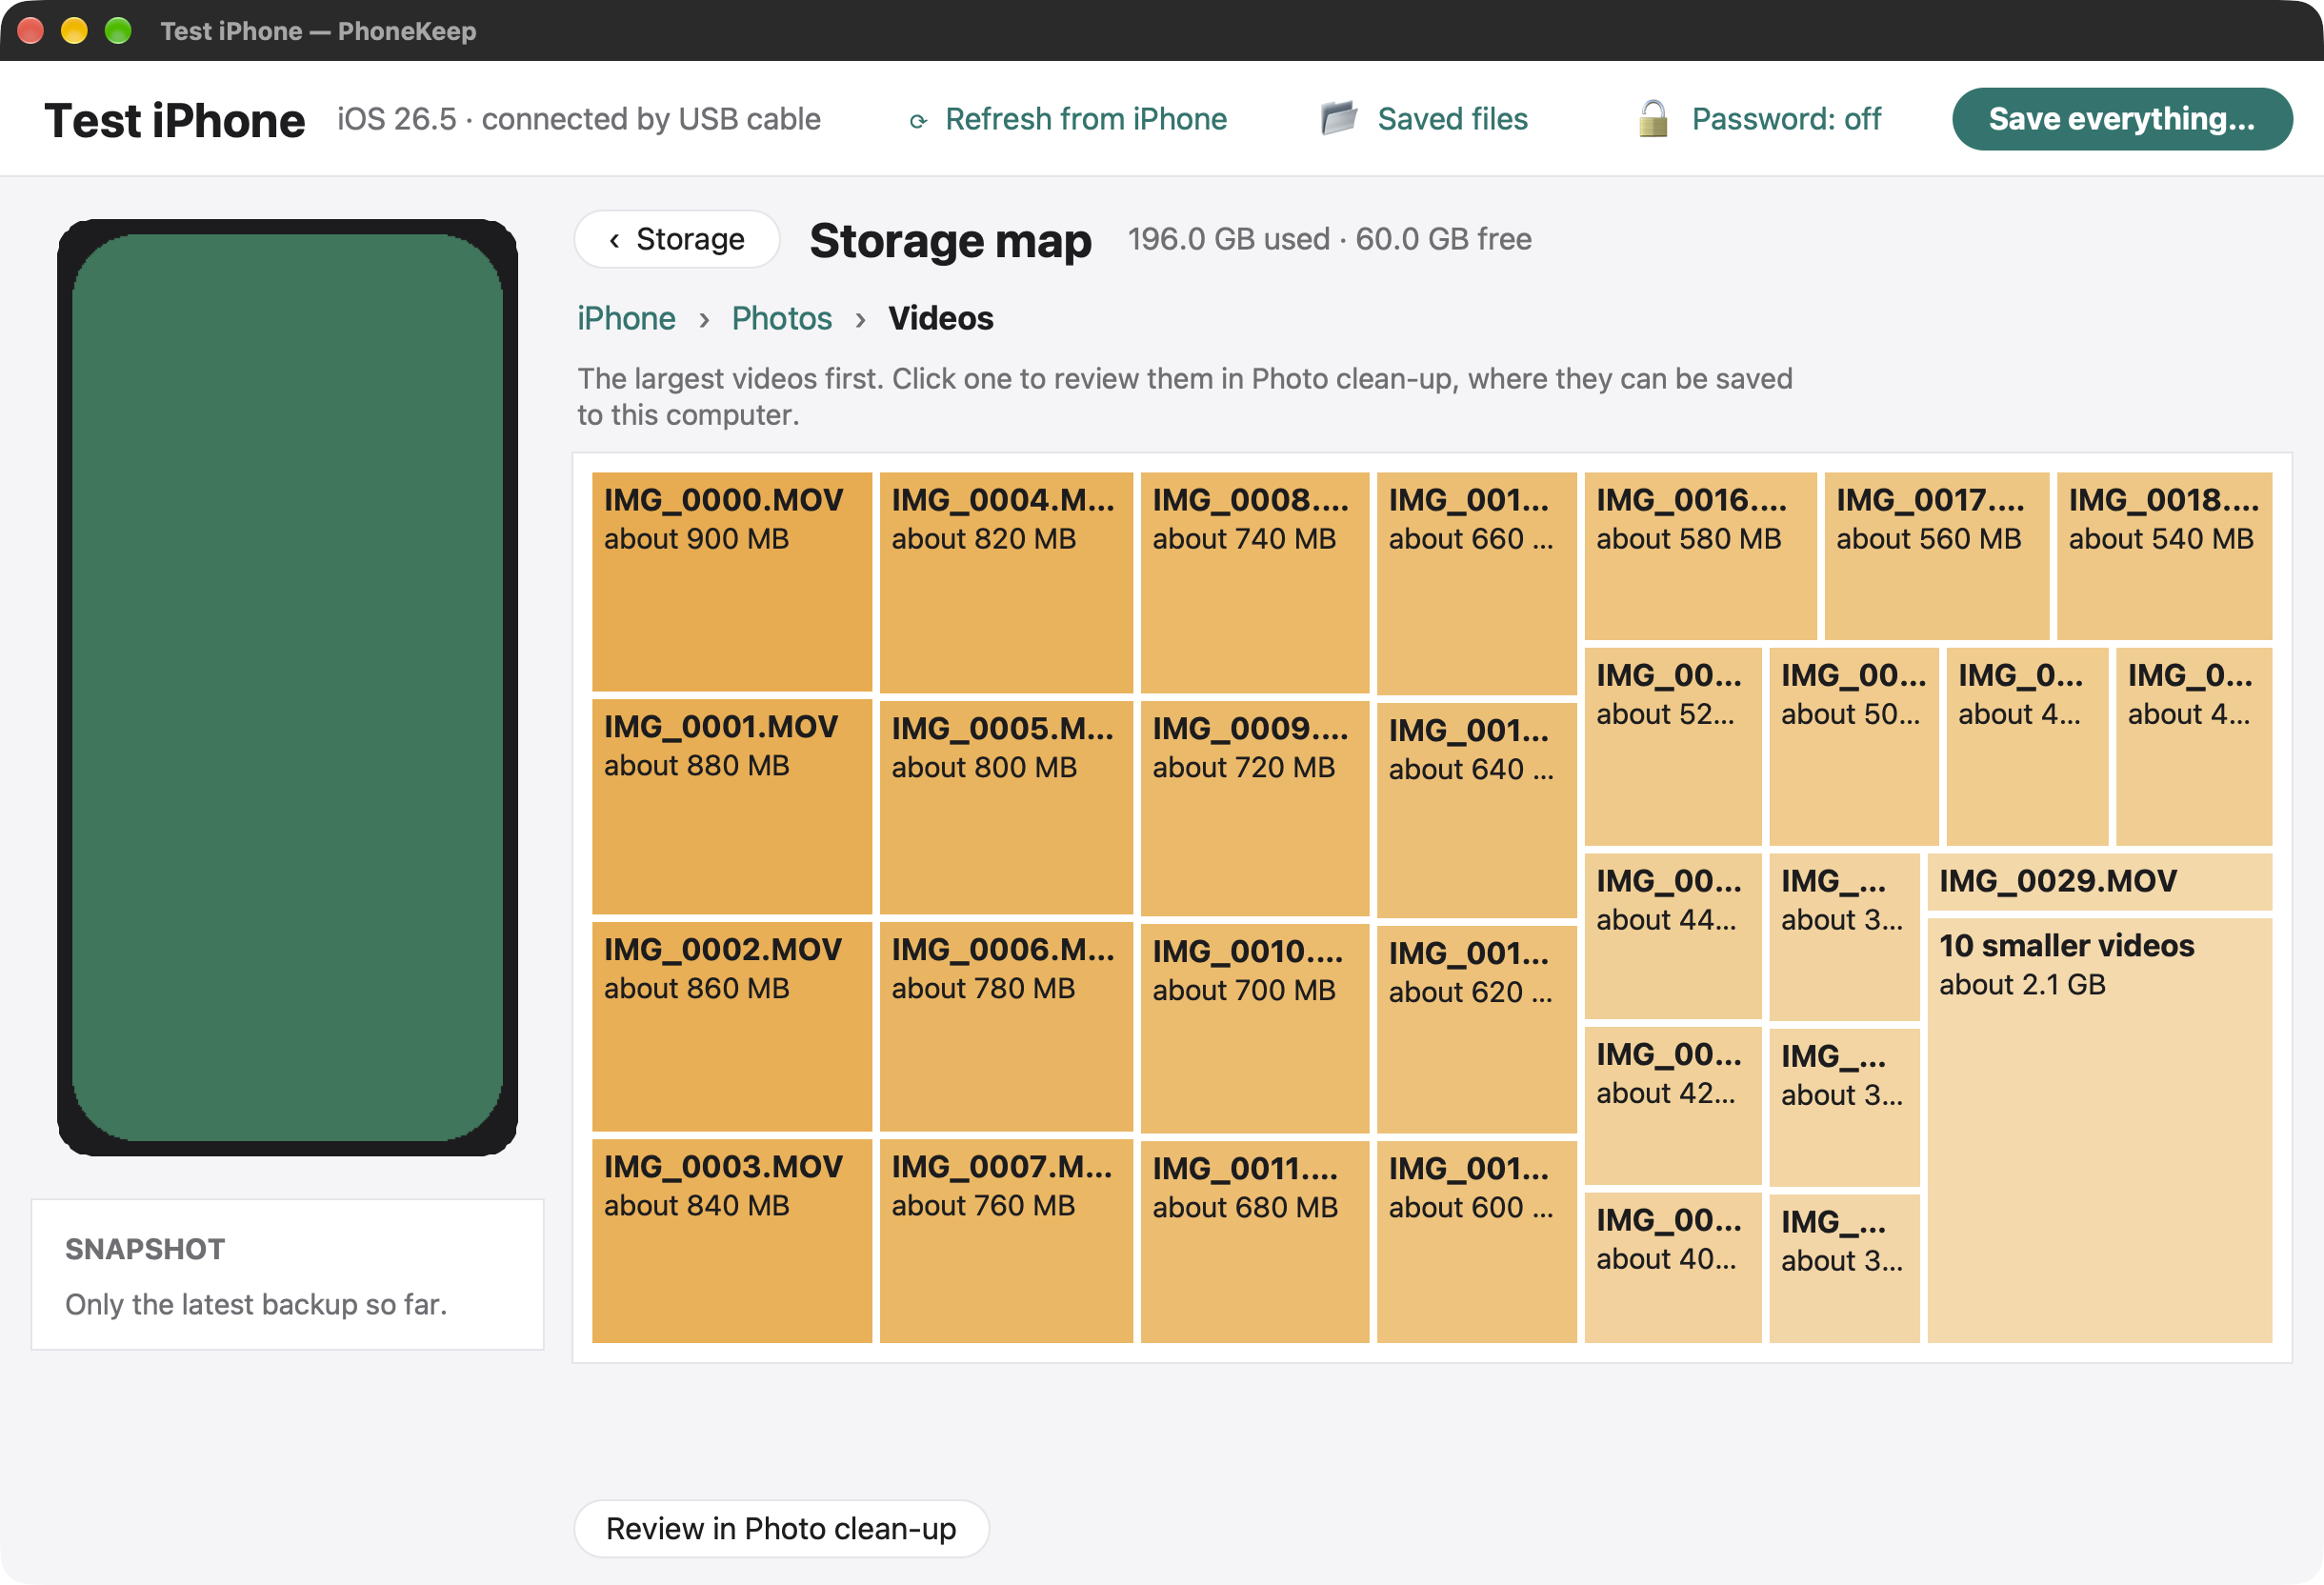 Test iPhone — PhoneKeep
Test iPhone iOS 26.5 · connected by USB cable ⟳ Refresh from iPhone Saved files Password: off Save everything...
‹ Storage Storage map 196.0 GB used · 60.0 GB free
iPhone › Photos › Videos
The largest videos first. Click one to review them in Photo clean-up, where they can be saved
to this computer.
IMG_0000.MOV
about 900 MB
IMG_0004.M...
about 820 MB
IMG_0008....
about 740 MB
IMG_001...
about 660 ...
IMG_0016....
about 580 MB
IMG_0017....
about 560 MB
IMG_0018....
about 540 MB
IMG_0001.MOV
about 880 MB
IMG_0005.M...
about 800 MB
IMG_0009....
about 720 MB
IMG_001...
about 640 ...
IMG_00...
about 52...
IMG_00...
about 50...
IMG_0...
about 4...
IMG_0...
about 4...
IMG_0002.MOV
about 860 MB
IMG_0006.M...
about 780 MB
IMG_0010....
about 700 MB
IMG_001...
about 620 ...
IMG_00...
about 44...
IMG_...
about 3...
IMG_0029.MOV
10 smaller videos
about 2.1 GB
IMG_00...
about 42...
IMG_...
about 3...
IMG_0003.MOV
about 840 MB
IMG_0007.M...
about 760 MB
IMG_0011....
about 680 MB
IMG_001...
about 600 ...
IMG_00...
about 40...
IMG_...
about 3...
SNAPSHOT
Only the latest backup so far.
Review in Photo clean-up